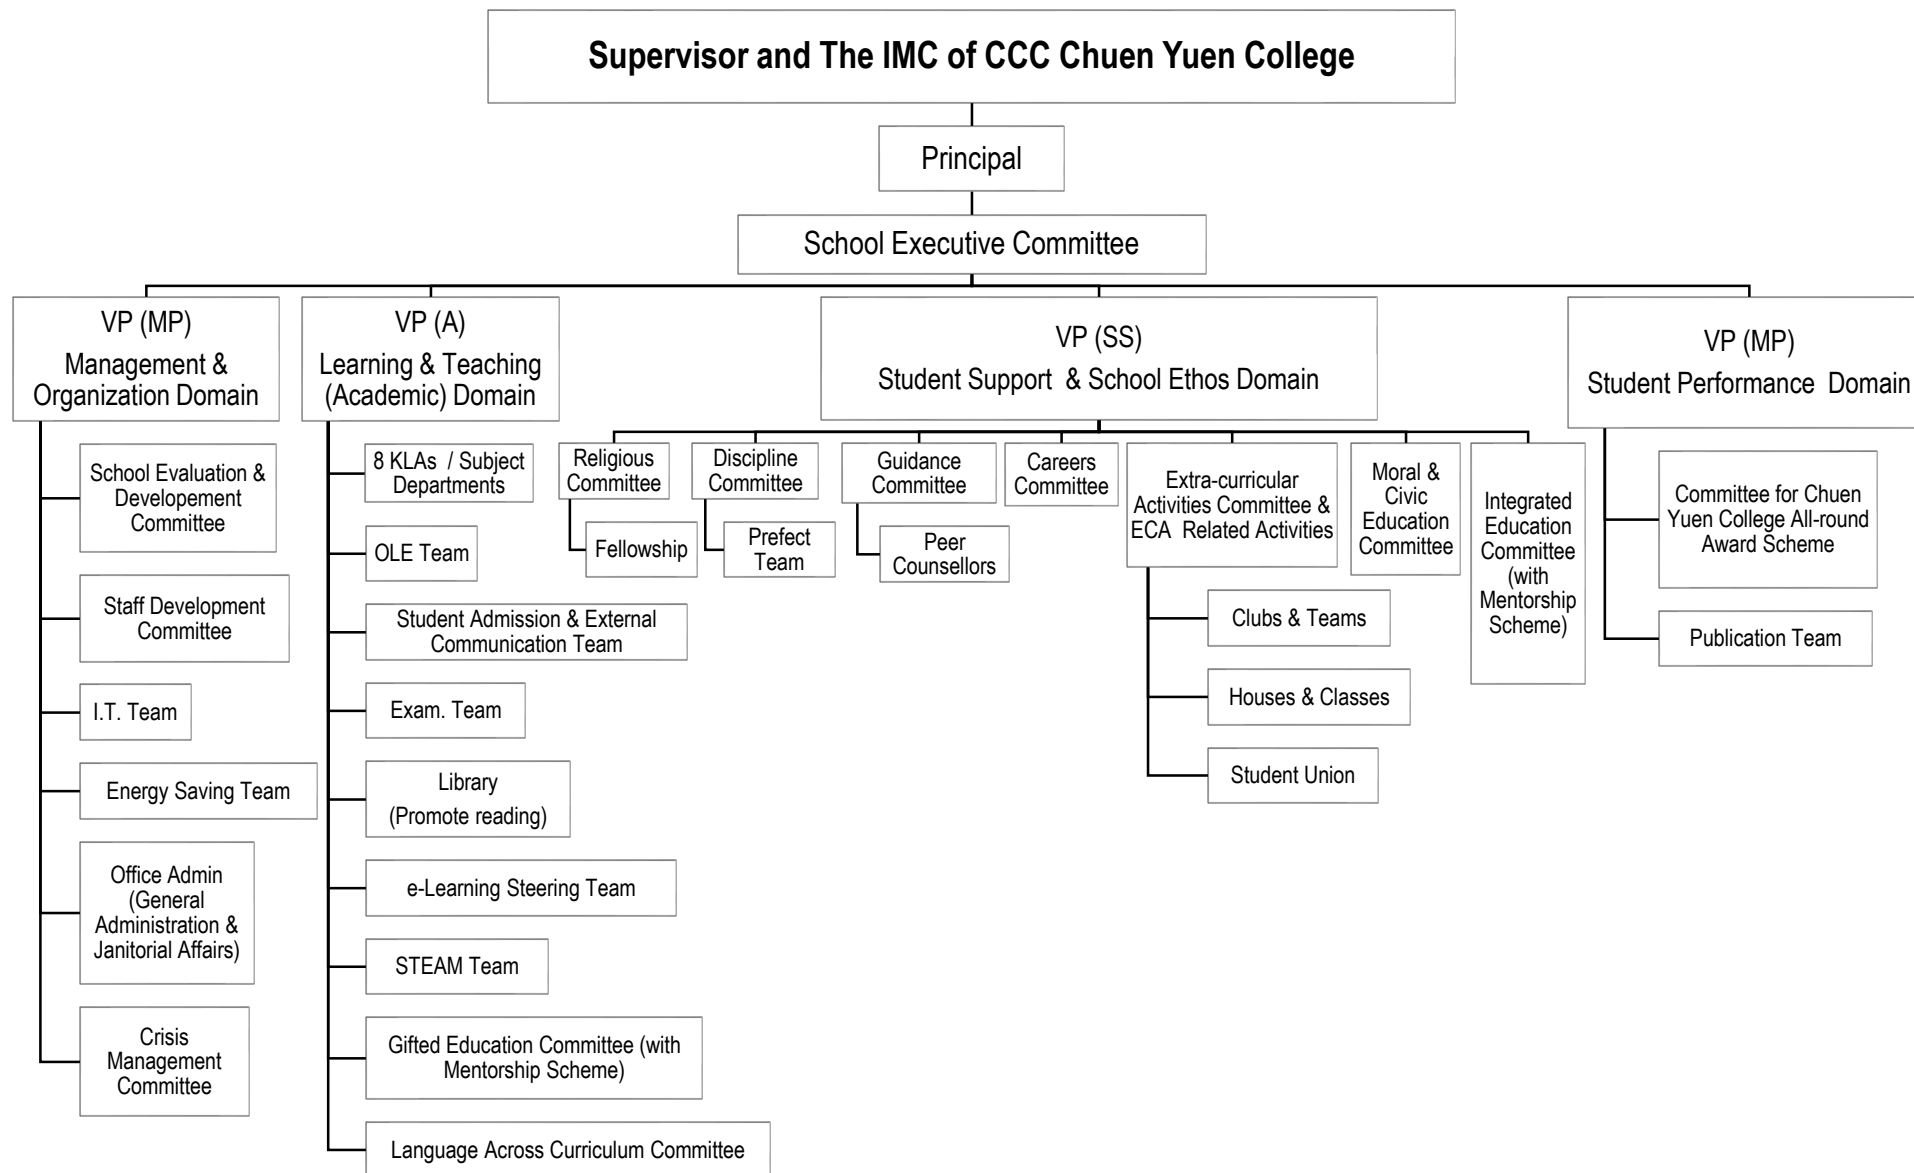 Supervisor and The IMC of CCC Chuen Yuen College
Principal
School Executive Committee
VP (MP)
Management &
Organization Domain
School Evaluation &
Developement
Committee
Staff Development
Committee
I.T. Team
Energy Saving Team
Office Admin
(General
Administration &
Janitorial Affairs)
Crisis
Management
Committee
VP (A)
Learning & Teaching
(Academic) Domain
8 KLAs / Subject
Departments
OLE Team
Student Admission & External
Communication Team
Exam. Team
Library
(Promote reading)
e-Learning Steering Team
STEAM Team
Gifted Education Committee (with
Mentorship Scheme)
Language Across Curriculum Committee
VP (SS)
Student Support & School Ethos Domain
Religious
Committee
Fellowship
Discipline
Committee
Prefect
Team
Guidance
Committee
Peer
Counsellors
Careers
Committee
Extra-curricular
Activities Committee &
ECA Related Activities
Clubs & Teams
Houses & Classes
Student Union
Moral &
Civic
Education
Committee
Integrated
Education
Committee
(with
Mentorship
Scheme)
VP (MP)
Student Performance Domain
Committee for Chuen
Yuen College All-round
Award Scheme
Publication Team